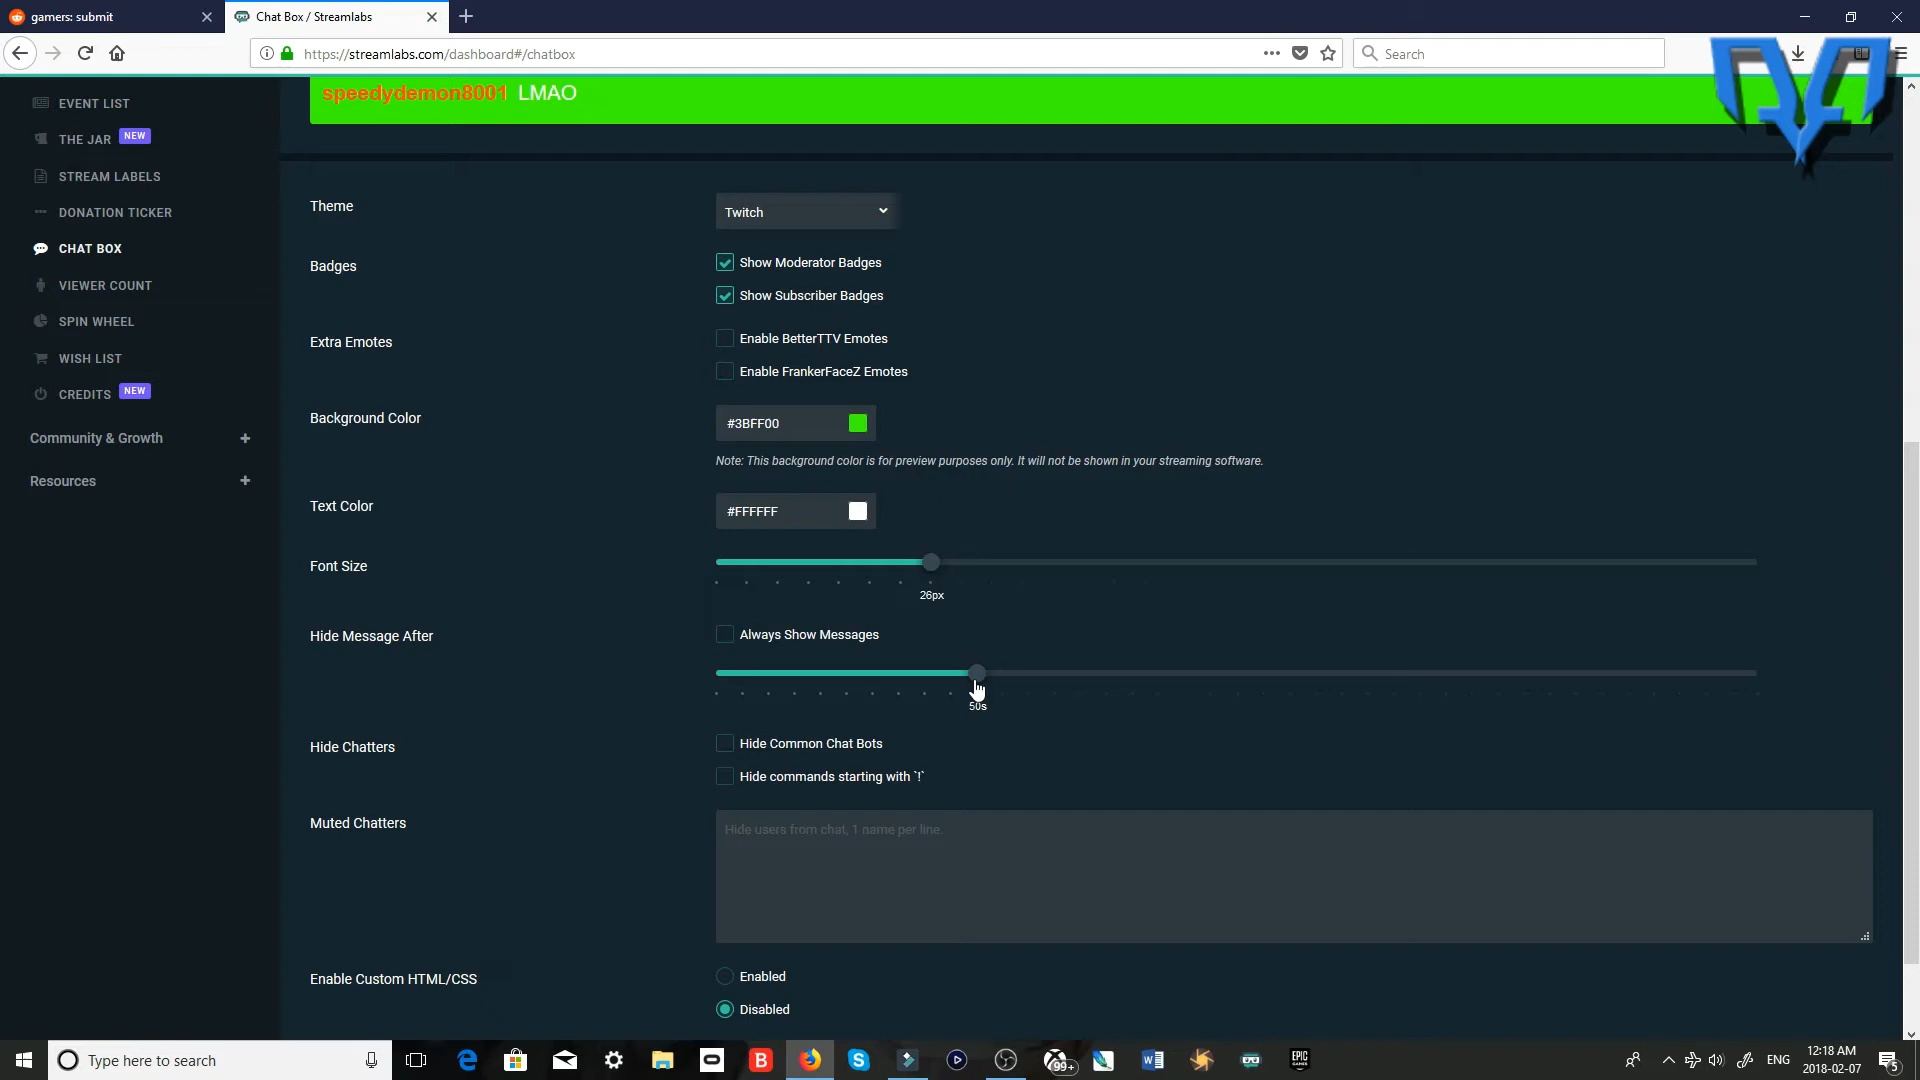 gamers: submit
Chat Box / Streamlabs
https://streamlabs.com/dashboard#/chatbox
Search
speedydemon8001 LMAO
EVENT LIST
THE JAR NEW
STREAM LABELS
DONATION TICKER
CHAT BOX
VIEWER COUNT
SPIN WHEEL
WISH LIST
CREDITS NEW
Community & Growth +
Resources +
Theme
Twitch
Badges
Show Moderator Badges
Show Subscriber Badges
Extra Emotes
Enable BetterTTV Emotes
Enable FrankerFaceZ Emotes
Background Color
#3BFF00
Note: This background color is for preview purposes only. It will not be shown in your streaming software.
Text Color
#FFFFFF
Font Size
26px
Hide Message After
Always Show Messages
50s
Hide Chatters
Hide Common Chat Bots
Hide commands starting with `!`
Muted Chatters
Hide users from chat, 1 name per line.
Enable Custom HTML/CSS
Enabled
Disabled
Type here to search
99+
EPIC GAMES
ENG
12:18 AM
2018-02-07
5